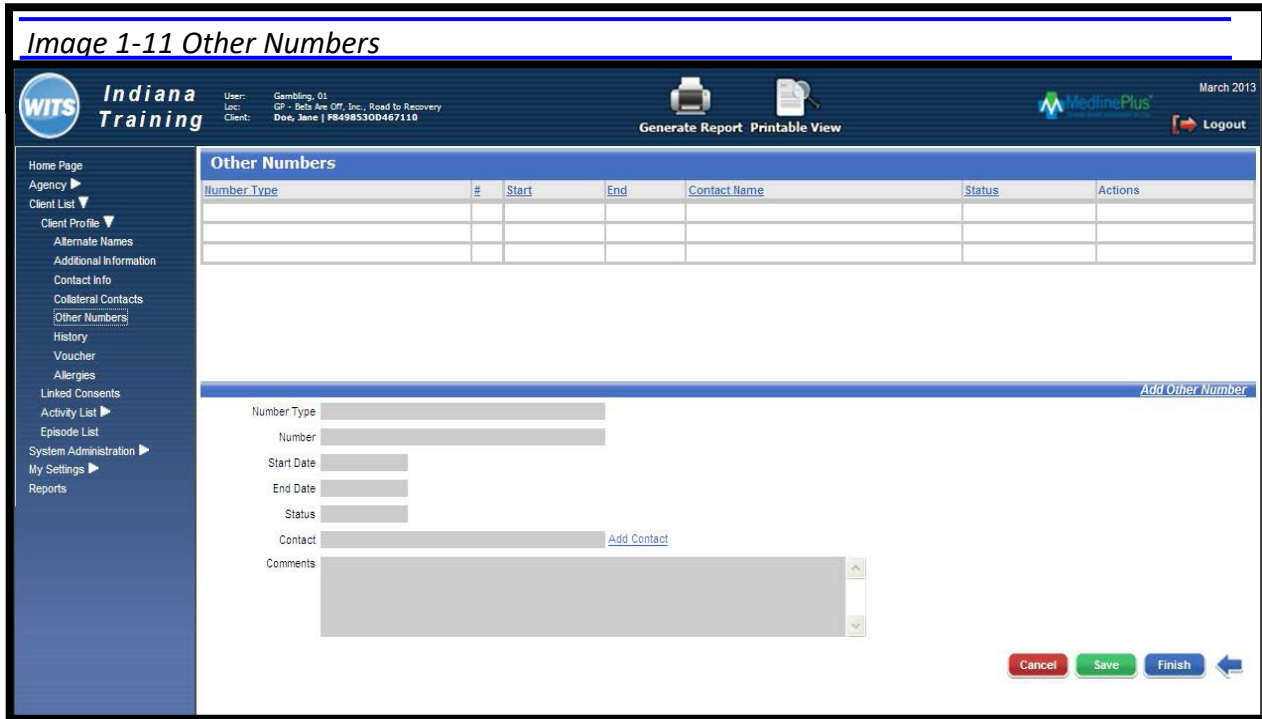 Image 1-11 Other Numbers
WITS
Indiana
Training
User: Gambling, 01
Loc: GP - Bets Are Off, Inc., Road to Recovery
Client: Doe, Jane | F849853OD467110
Generate Report Printable View
MedlinePlus
March 2013
Logout
Home Page
Agency
Client List
Client Profile
Alternate Names
Additional Information
Contact Info
Collateral Contacts
Other Numbers
History
Voucher
Allergies
Linked Consents
Activity List
Episode List
System Administration
My Settings
Reports
Other Numbers
Number Type # Start End Contact Name Status Actions
Add Other Number
Number Type
Number
Start Date
End Date
Status
Contact Add Contact
Comments
Cancel Save Finish